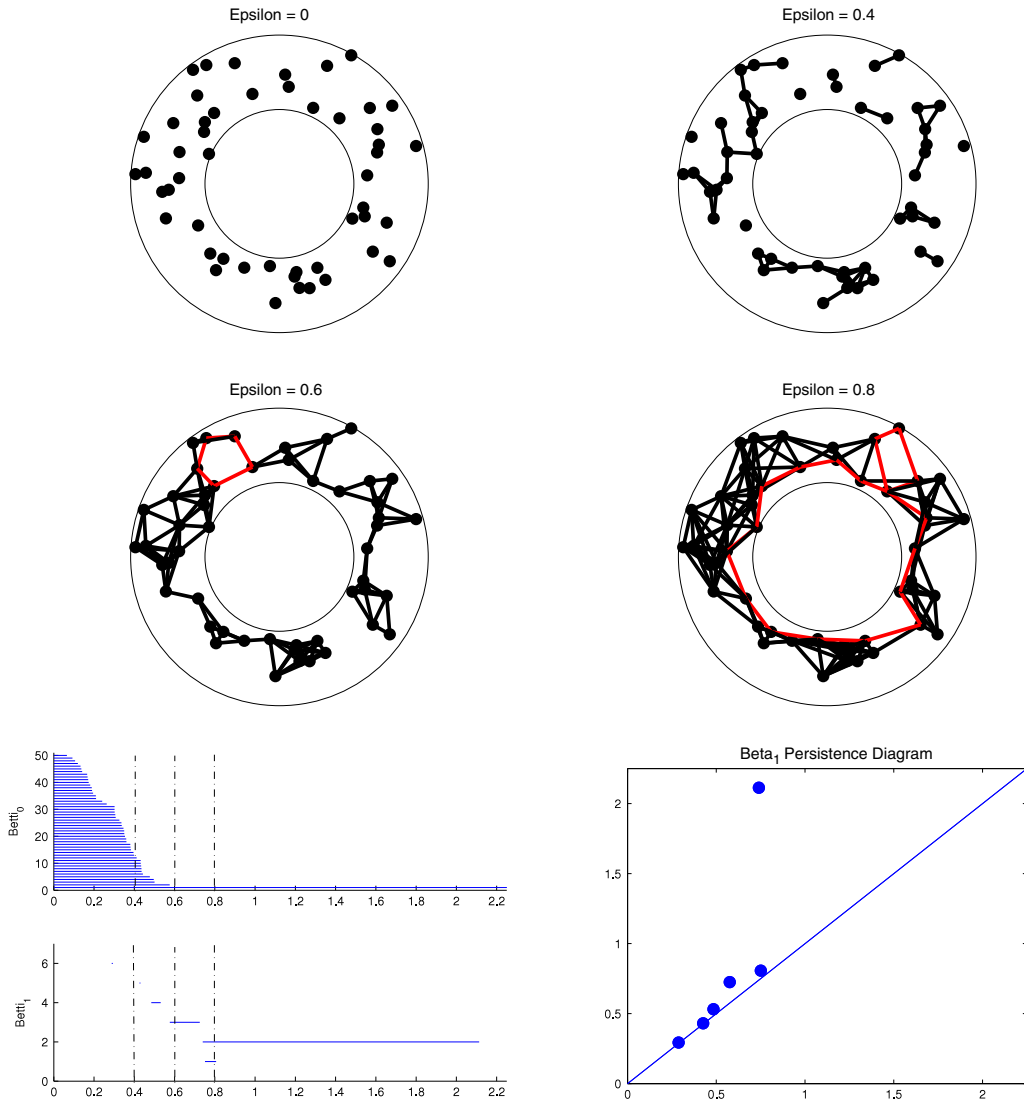 Epsilon = 0
Epsilon = 0.4
Epsilon = 0.6
Epsilon = 0.8
50
40
30
20
10
0
Betti0
0 0.2 0.4 0.6 0.8 1 1.2 1.4 1.6 1.8 2 2.2
6
4
2
0
Betti1
0 0.2 0.4 0.6 0.8 1 1.2 1.4 1.6 1.8 2 2.2
Beta1 Persistence Diagram
2
1.5
1
0.5
0
0 0.5 1 1.5 2